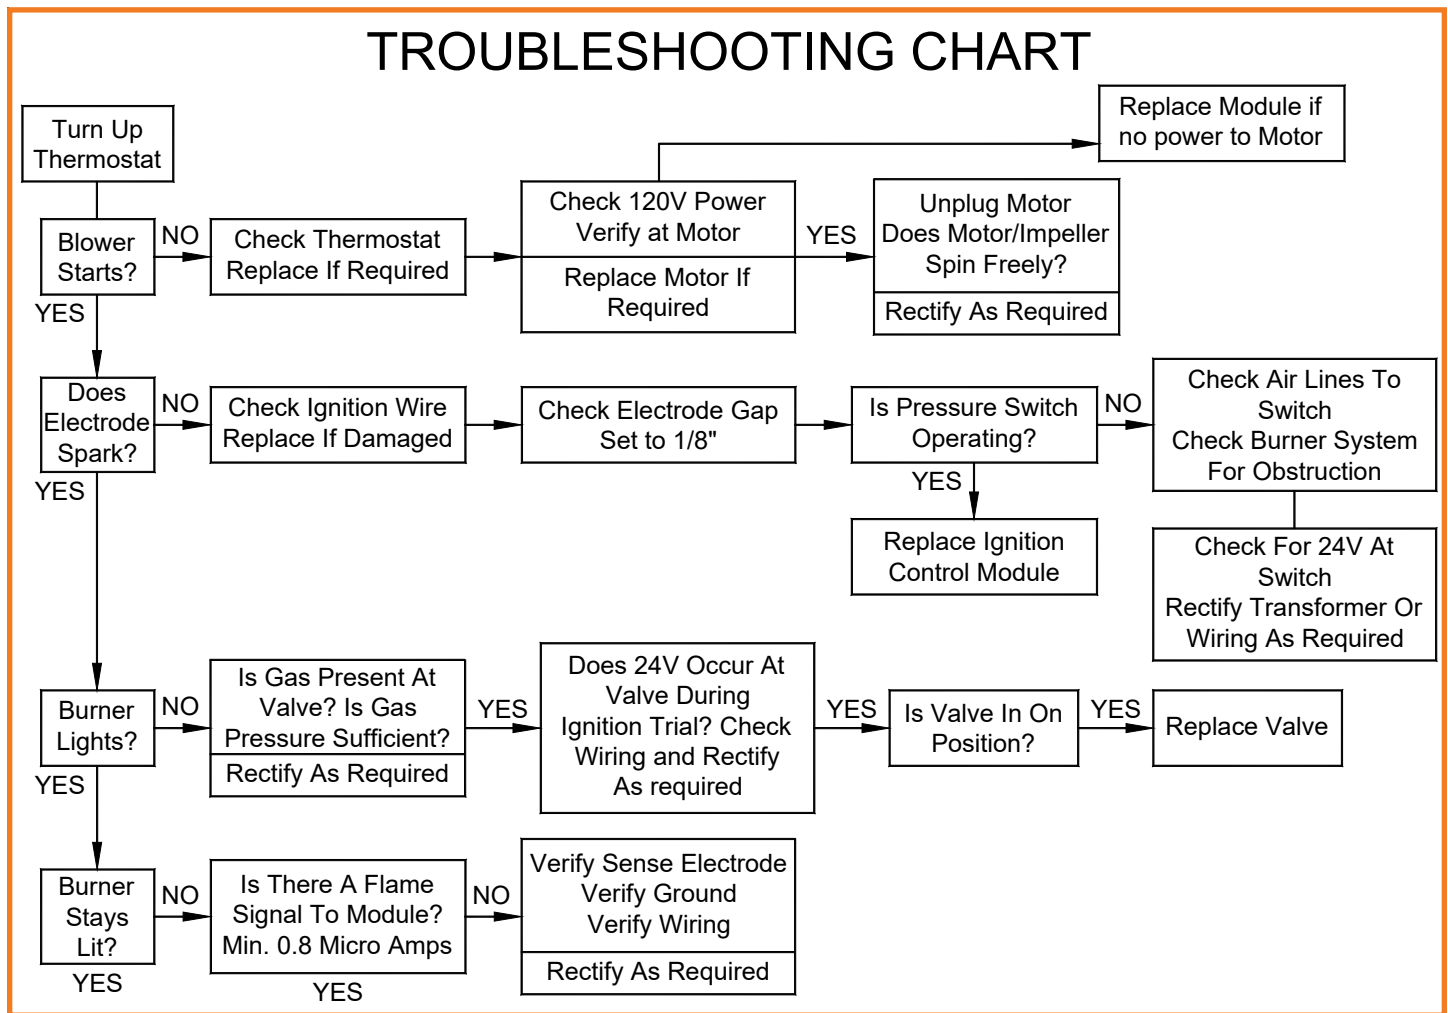 TROUBLESHOOTING CHART
Turn Up
Thermostat
Replace Module if
no power to Motor
Blower
Starts?
NO
Check Thermostat
Replace If Required
Check 120V Power
Verify at Motor
Replace Motor If
Required
YES
Unplug Motor
Does Motor/Impeller
Spin Freely?
Rectify As Required
YES
Does
Electrode
Spark?
NO
Check Ignition Wire
Replace If Damaged
Check Electrode Gap
Set to 1/8"
Is Pressure Switch
Operating?
NO
Check Air Lines To
Switch
Check Burner System
For Obstruction
YES
YES
Replace Ignition
Control Module
Check For 24V At
Switch
Rectify Transformer Or
Wiring As Required
Burner
Lights?
NO
Is Gas Present At
Valve? Is Gas
Pressure Sufficient?
Rectify As Required
YES
Does 24V Occur At
Valve During
Ignition Trial? Check
Wiring and Rectify
As required
YES
Is Valve In On
Position?
YES
Replace Valve
YES
Burner
Stays
Lit?
NO
Is There A Flame
Signal To Module?
Min. 0.8 Micro Amps
NO
Verify Sense Electrode
Verify Ground
Verify Wiring
Rectify As Required
YES
YES